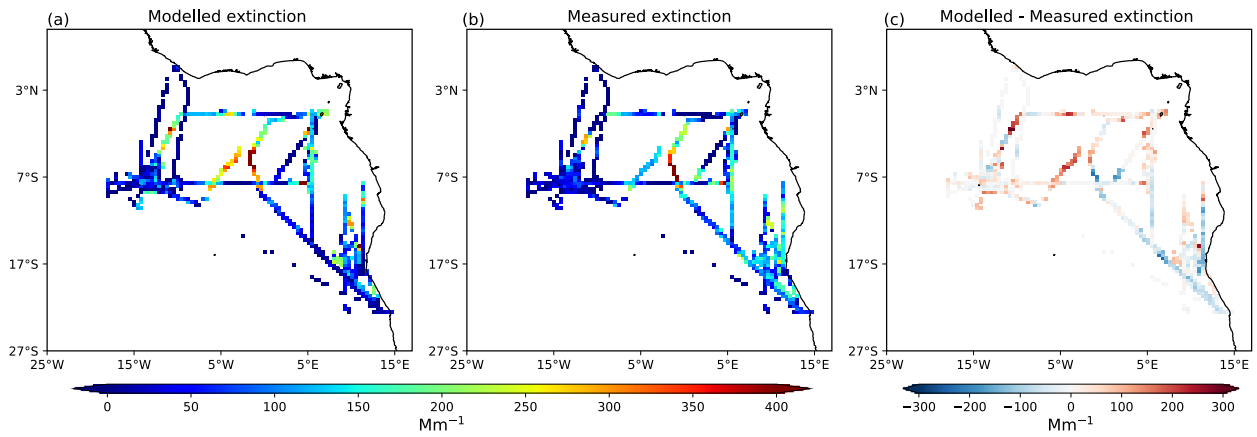 (a) Modelled extinction
(b) Measured extinction
(c) Modelled - Measured extinction
3°N
7°S
17°S
27°S
25°W 15°W 5°W 5°E 15°E
3°N
7°S
17°S
27°S
25°W 15°W 5°W 5°E 15°E
3°N
7°S
17°S
27°S
25°W 15°W 5°W 5°E 15°E
0 50 100 150 200 250 300 350 400
Mm⁻¹
−300 −200 −100 0 100 200 300
Mm⁻¹